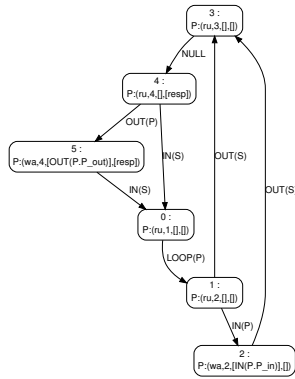 3 :
P:(ru,3,[],[])
NULL
4 :
P:(ru,4,[],[resp])
OUT(P)
5 :
P:(wa,4,[OUT(P.P_out)],[resp])
IN(S)
OUT(S)
OUT(S)
IN(S)
0 :
P:(ru,1,[],[])
LOOP(P)
1 :
P:(ru,2,[],[])
IN(P)
2 :
P:(wa,2,[IN(P.P_in)],[])